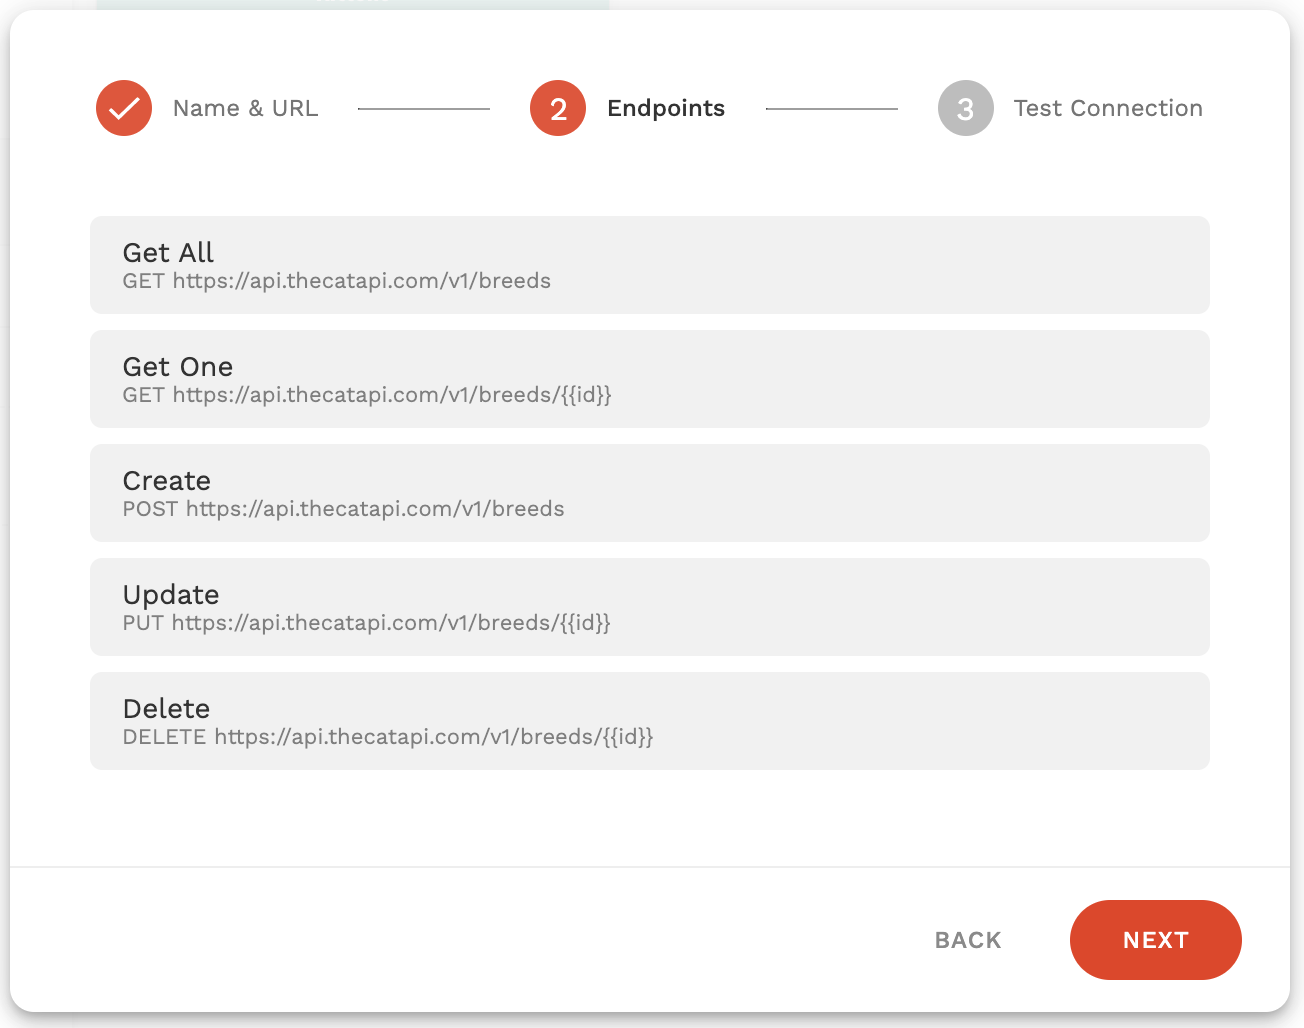 Name & URL
2 Endpoints
3 Test Connection
Get All
GET https://api.thecatapi.com/v1/breeds
Get One
GET https://api.thecatapi.com/v1/breeds/{{id}}
Create
POST https://api.thecatapi.com/v1/breeds
Update
PUT https://api.thecatapi.com/v1/breeds/{{id}}
Delete
DELETE https://api.thecatapi.com/v1/breeds/{{id}}
BACK
NEXT